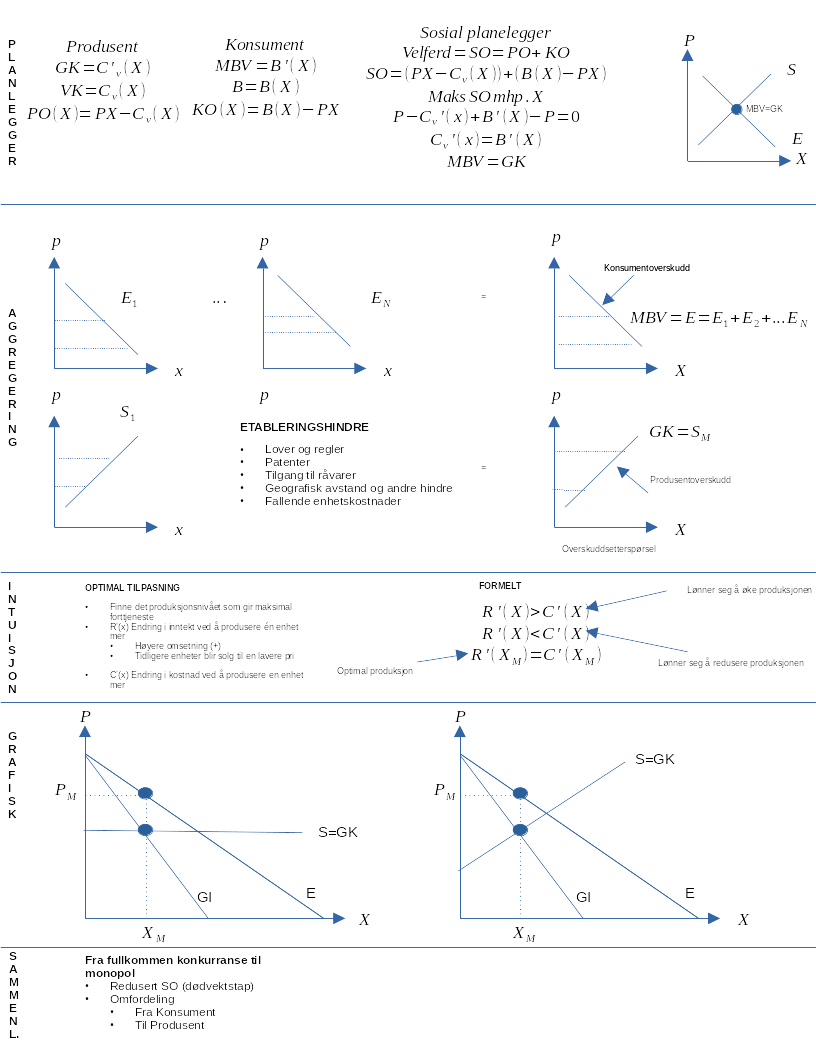 PLANLEGGER
Produsent
GK=C'v(X)
VK=Cv(X)
PO(X)=PX−Cv(X)
Konsument
MBV=B'(X)
B=B(X)
KO(X)=B(X)−PX
Sosial planelegger
Velferd=SO=PO+KO
SO=(PX−Cv(X))+(B(X)−PX)
Maks SO mhp.X
P−Cv'(x)+B'(X)−P=0
Cv'(x)=B'(X)
MBV=GK
P
S
MBV=GK
E
X
AGGREGERING
p
E1
x
...
p
EN
x
=
p
Konsumentoverskudd
MBV=E=E1+E2+...EN
X
p
S1
x
p
ETABLERINGSHINDRE
• Lover og regler
• Patenter
• Tilgang til råvarer
• Geografisk avstand og andre hindre
• Fallende enhetskostnader
=
p
GK=SM
Produsentoverskudd
X
Overskuddsetterspørsel
INTUISJON
OPTIMAL TILPASNING
• Finne det produksjonsnivået som gir maksimal
fortjeneste
• R'(x) Endring i inntekt ved å produsere én enhet
mer
• Høyere omsetning (+)
• Tidligere enheter blir solg til en lavere pri
• C'(x) Endring i kostnad ved å produsere en enhet
mer
FORMELT
R'(X)>C'(X)
R'(X)<C'(X)
R'(XM)=C'(XM)
Lønner seg å øke produksjonen
Lønner seg å redusere produksjonen
Optimal produksjon
GRAFISK
P
PM
S=GK
GI
E
X
XM
P
PM
S=GK
GI
E
X
XM
SAMMENL.
Fra fullkommen konkurranse til
monopol
• Redusert SO (dødvektstap)
• Omfordeling
• Fra Konsument
• Til Produsent